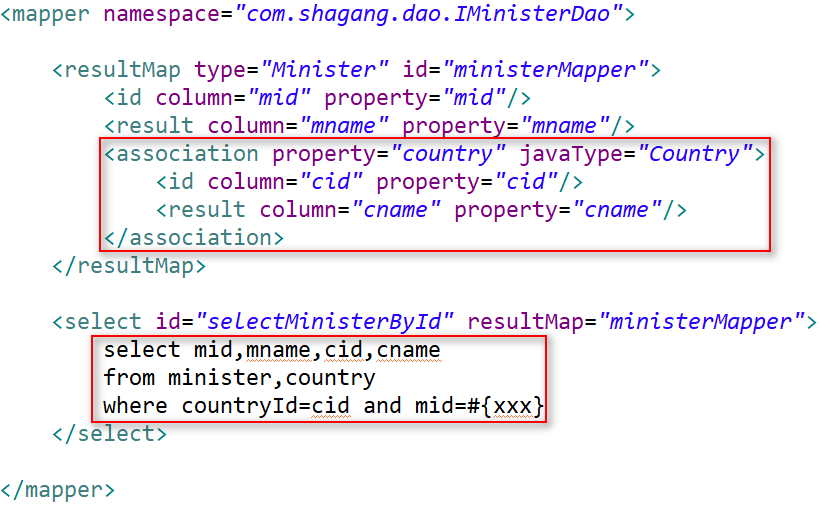 <mapper namespace="com.shagang.dao.IMinisterDao">
<resultMap type="Minister" id="ministerMapper">
<id column="mid" property="mid"/>
<result column="mname" property="mname"/>
<association property="country" javaType="Country">
<id column="cid" property="cid"/>
<result column="cname" property="cname"/>
</association>
</resultMap>
<select id="selectMinisterById" resultMap="ministerMapper">
select mid,mname,cid,cname
from minister,country
where countryId=cid and mid=#{xxx}
</select>
</mapper>